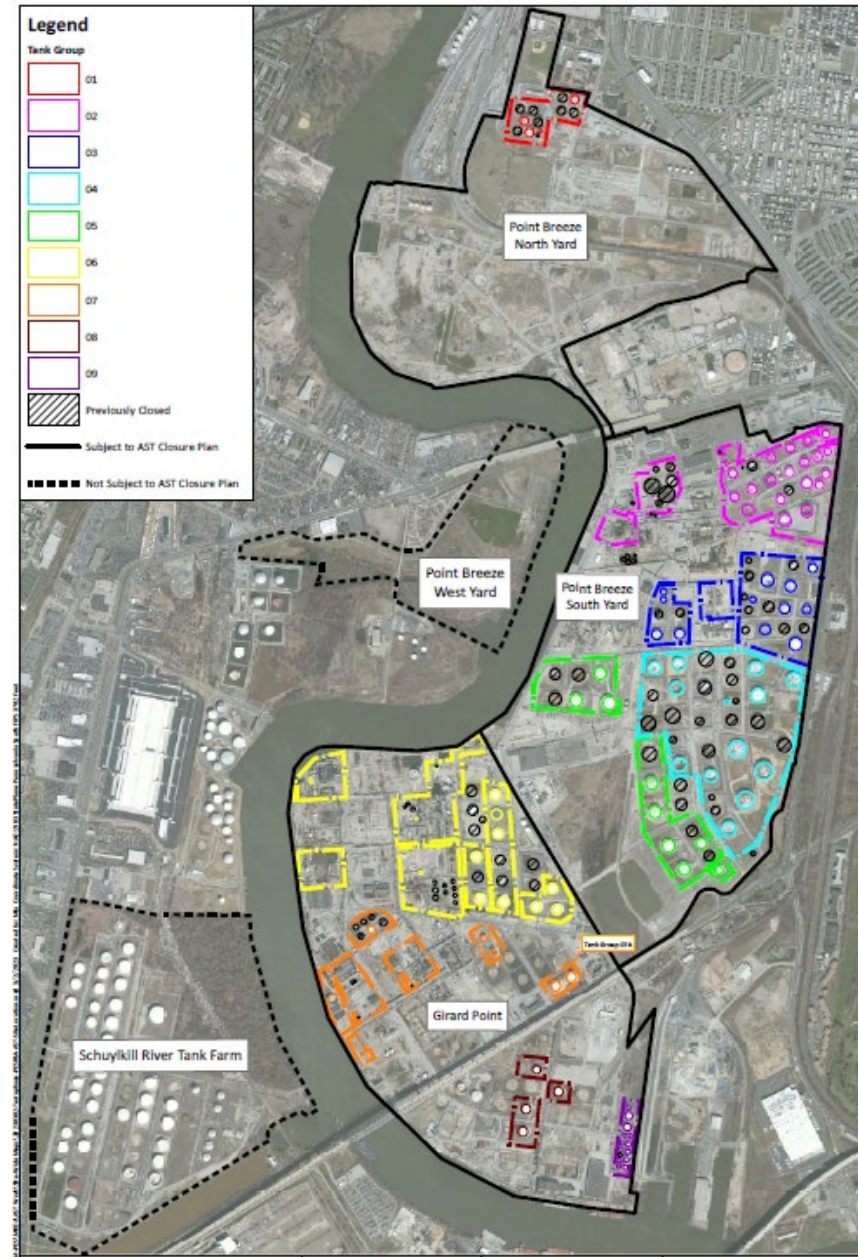 Legend
Tank Group
01
02
03
04
05
06
07
08
09
Previously Closed
Subject to AST Closure Plan
Not Subject to AST Closure Plan
Point Breeze
North Yard
Point Breeze
West Yard
Point Breeze
South Yard
Girard Point
Schuylkill River Tank Farm